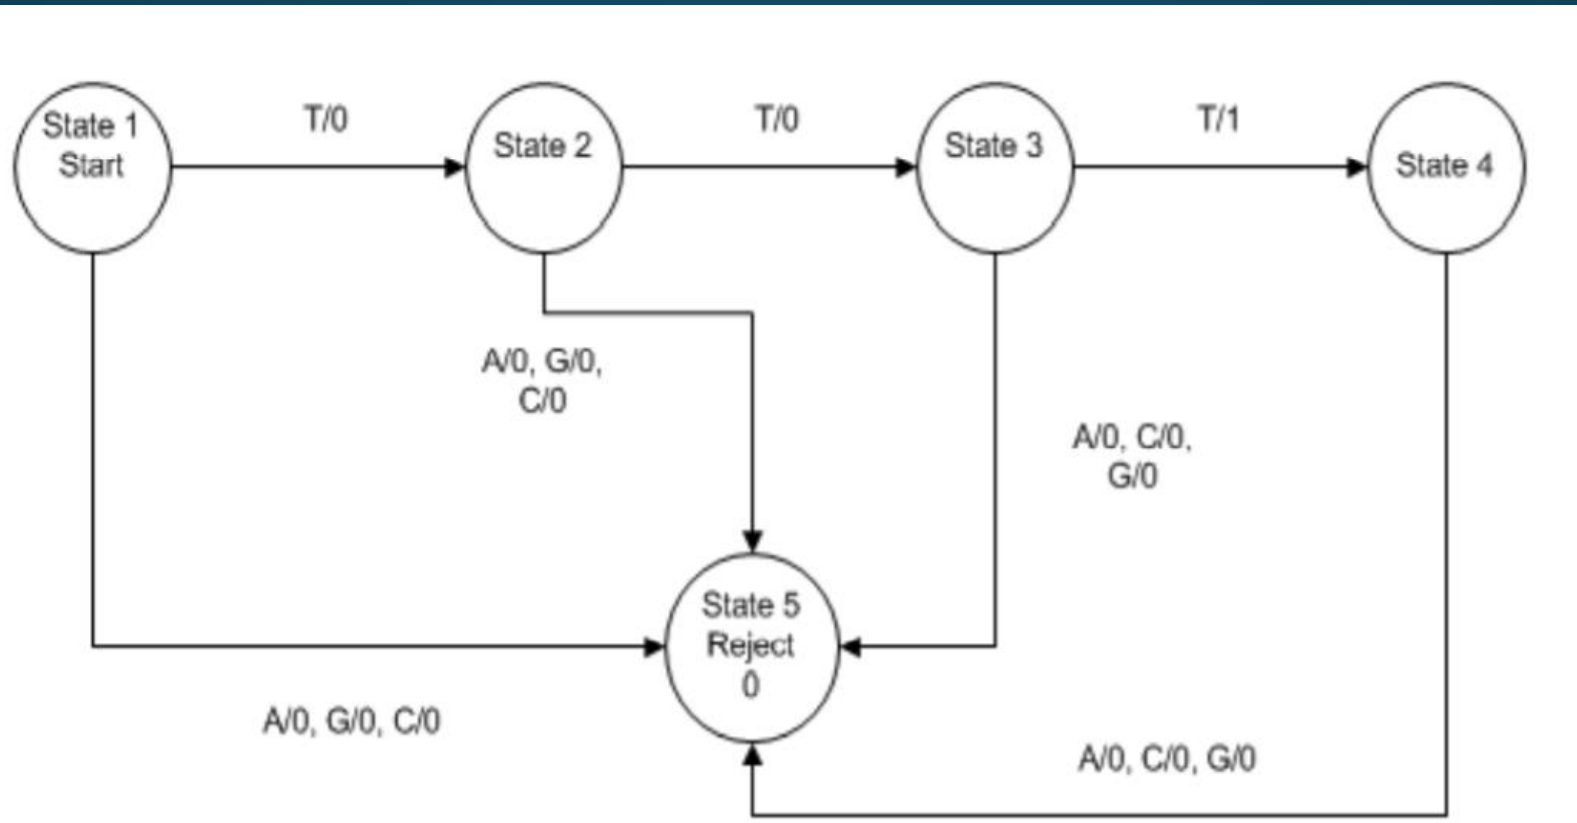 State 1
Start
T/0
State 2
T/0
State 3
T/1
State 4
A/0, G/0,
C/0
A/0, C/0,
G/0
State 5
Reject
0
A/0, G/0, C/0
A/0, C/0, G/0